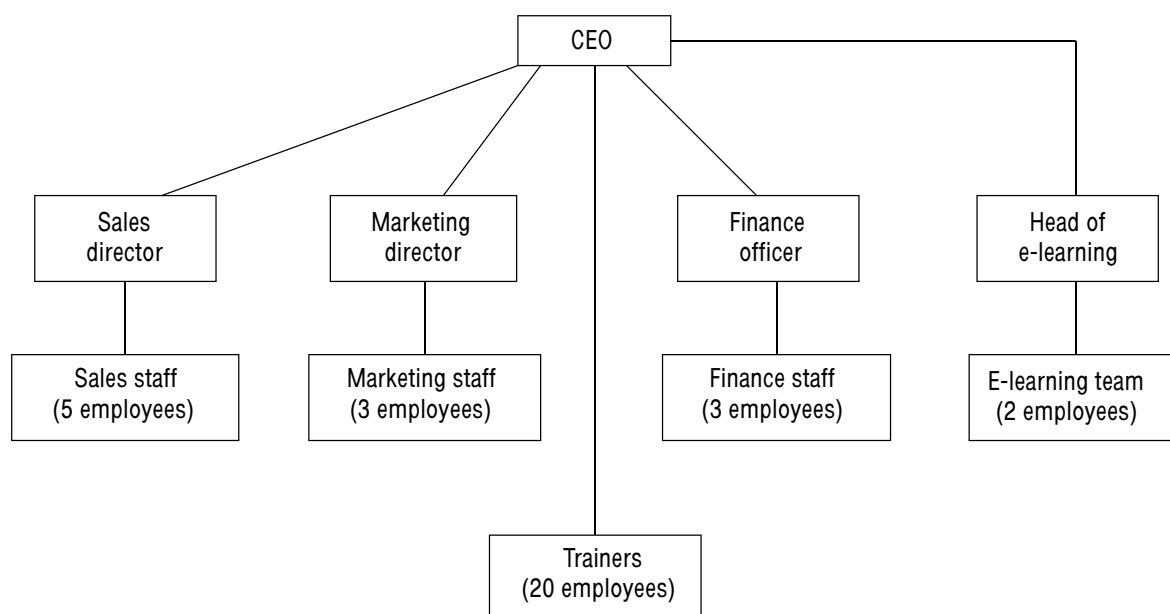 CEO
Sales
director
Marketing
director
Finance
officer
Head of
e-learning
Sales staff
(5 employees)
Marketing staff
(3 employees)
Finance staff
(3 employees)
E-learning team
(2 employees)
Trainers
(20 employees)